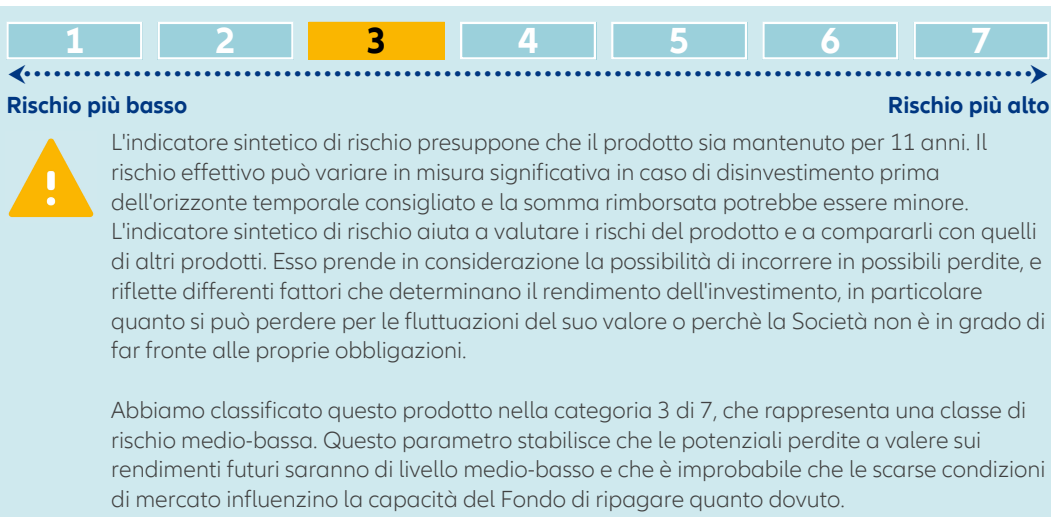 1 2 3 4 5 6 7
Rischio più basso Rischio più alto
L'indicatore sintetico di rischio presuppone che il prodotto sia mantenuto per 11 anni. Il
rischio effettivo può variare in misura significativa in caso di disinvestimento prima
dell'orizzonte temporale consigliato e la somma rimborsata potrebbe essere minore.
L'indicatore sintetico di rischio aiuta a valutare i rischi del prodotto e a compararli con quelli
di altri prodotti. Esso prende in considerazione la possibilità di incorrere in possibili perdite, e
riflette differenti fattori che determinano il rendimento dell'investimento, in particolare
quanto si può perdere per le fluttuazioni del suo valore o perchè la Società non è in grado di
far fronte alle proprie obbligazioni.
Abbiamo classificato questo prodotto nella categoria 3 di 7, che rappresenta una classe di
rischio medio-bassa. Questo parametro stabilisce che le potenziali perdite a valere sui
rendimenti futuri saranno di livello medio-basso e che è improbabile che le scarse condizioni
di mercato influenzino la capacità del Fondo di ripagare quanto dovuto.